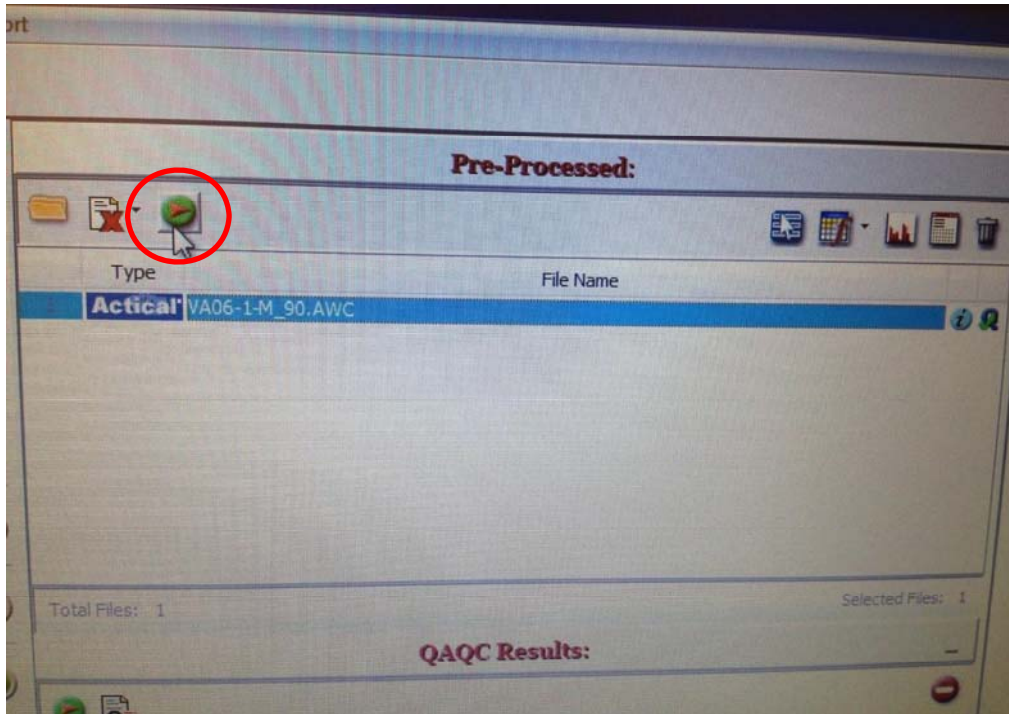 ort
Pre-Processed:
Type File Name
1 Actical VA06-1-M_90.AWC
Total Files: 1 Selected Files: 1
QAQC Results: